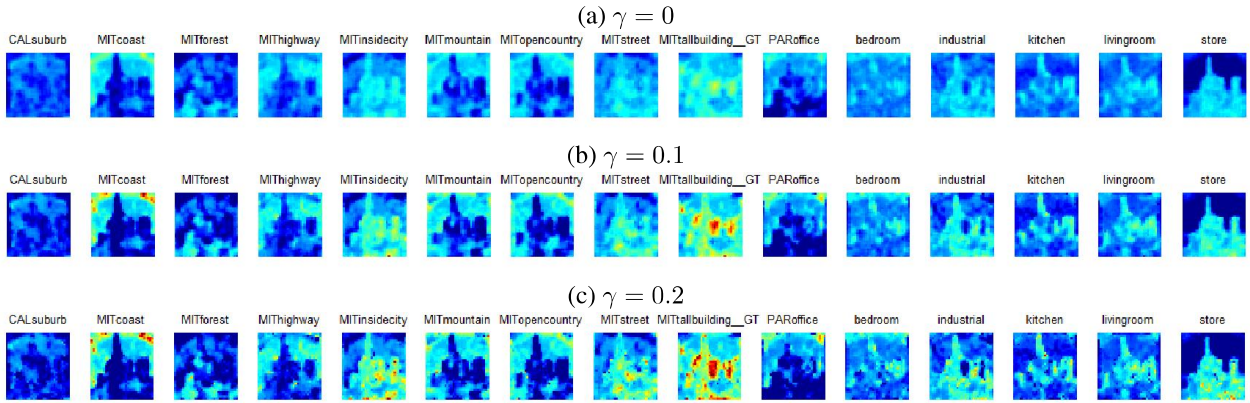 (a) γ = 0
CALsuburb MITcoast MITforest MIThighway MITinsidecity MITmountain MITopencountry MITstreet MITtallbuilding__GT PARoffice bedroom industrial kitchen livingroom store
(b) γ = 0.1
CALsuburb MITcoast MITforest MIThighway MITinsidecity MITmountain MITopencountry MITstreet MITtallbuilding__GT PARoffice bedroom industrial kitchen livingroom store
(c) γ = 0.2
CALsuburb MITcoast MITforest MIThighway MITinsidecity MITmountain MITopencountry MITstreet MITtallbuilding__GT PARoffice bedroom industrial kitchen livingroom store